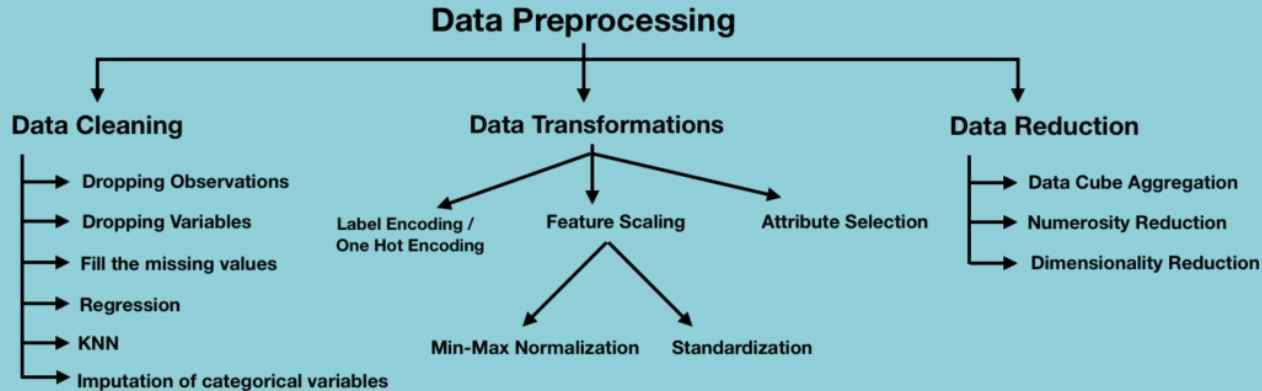 Data Preprocessing
Data Cleaning
Dropping Observations
Dropping Variables
Fill the missing values
Regression
KNN
Imputation of categorical variables
Data Transformations
Label Encoding /
One Hot Encoding
Feature Scaling
Attribute Selection
Min-Max Normalization
Standardization
Data Reduction
Data Cube Aggregation
Numerosity Reduction
Dimensionality Reduction